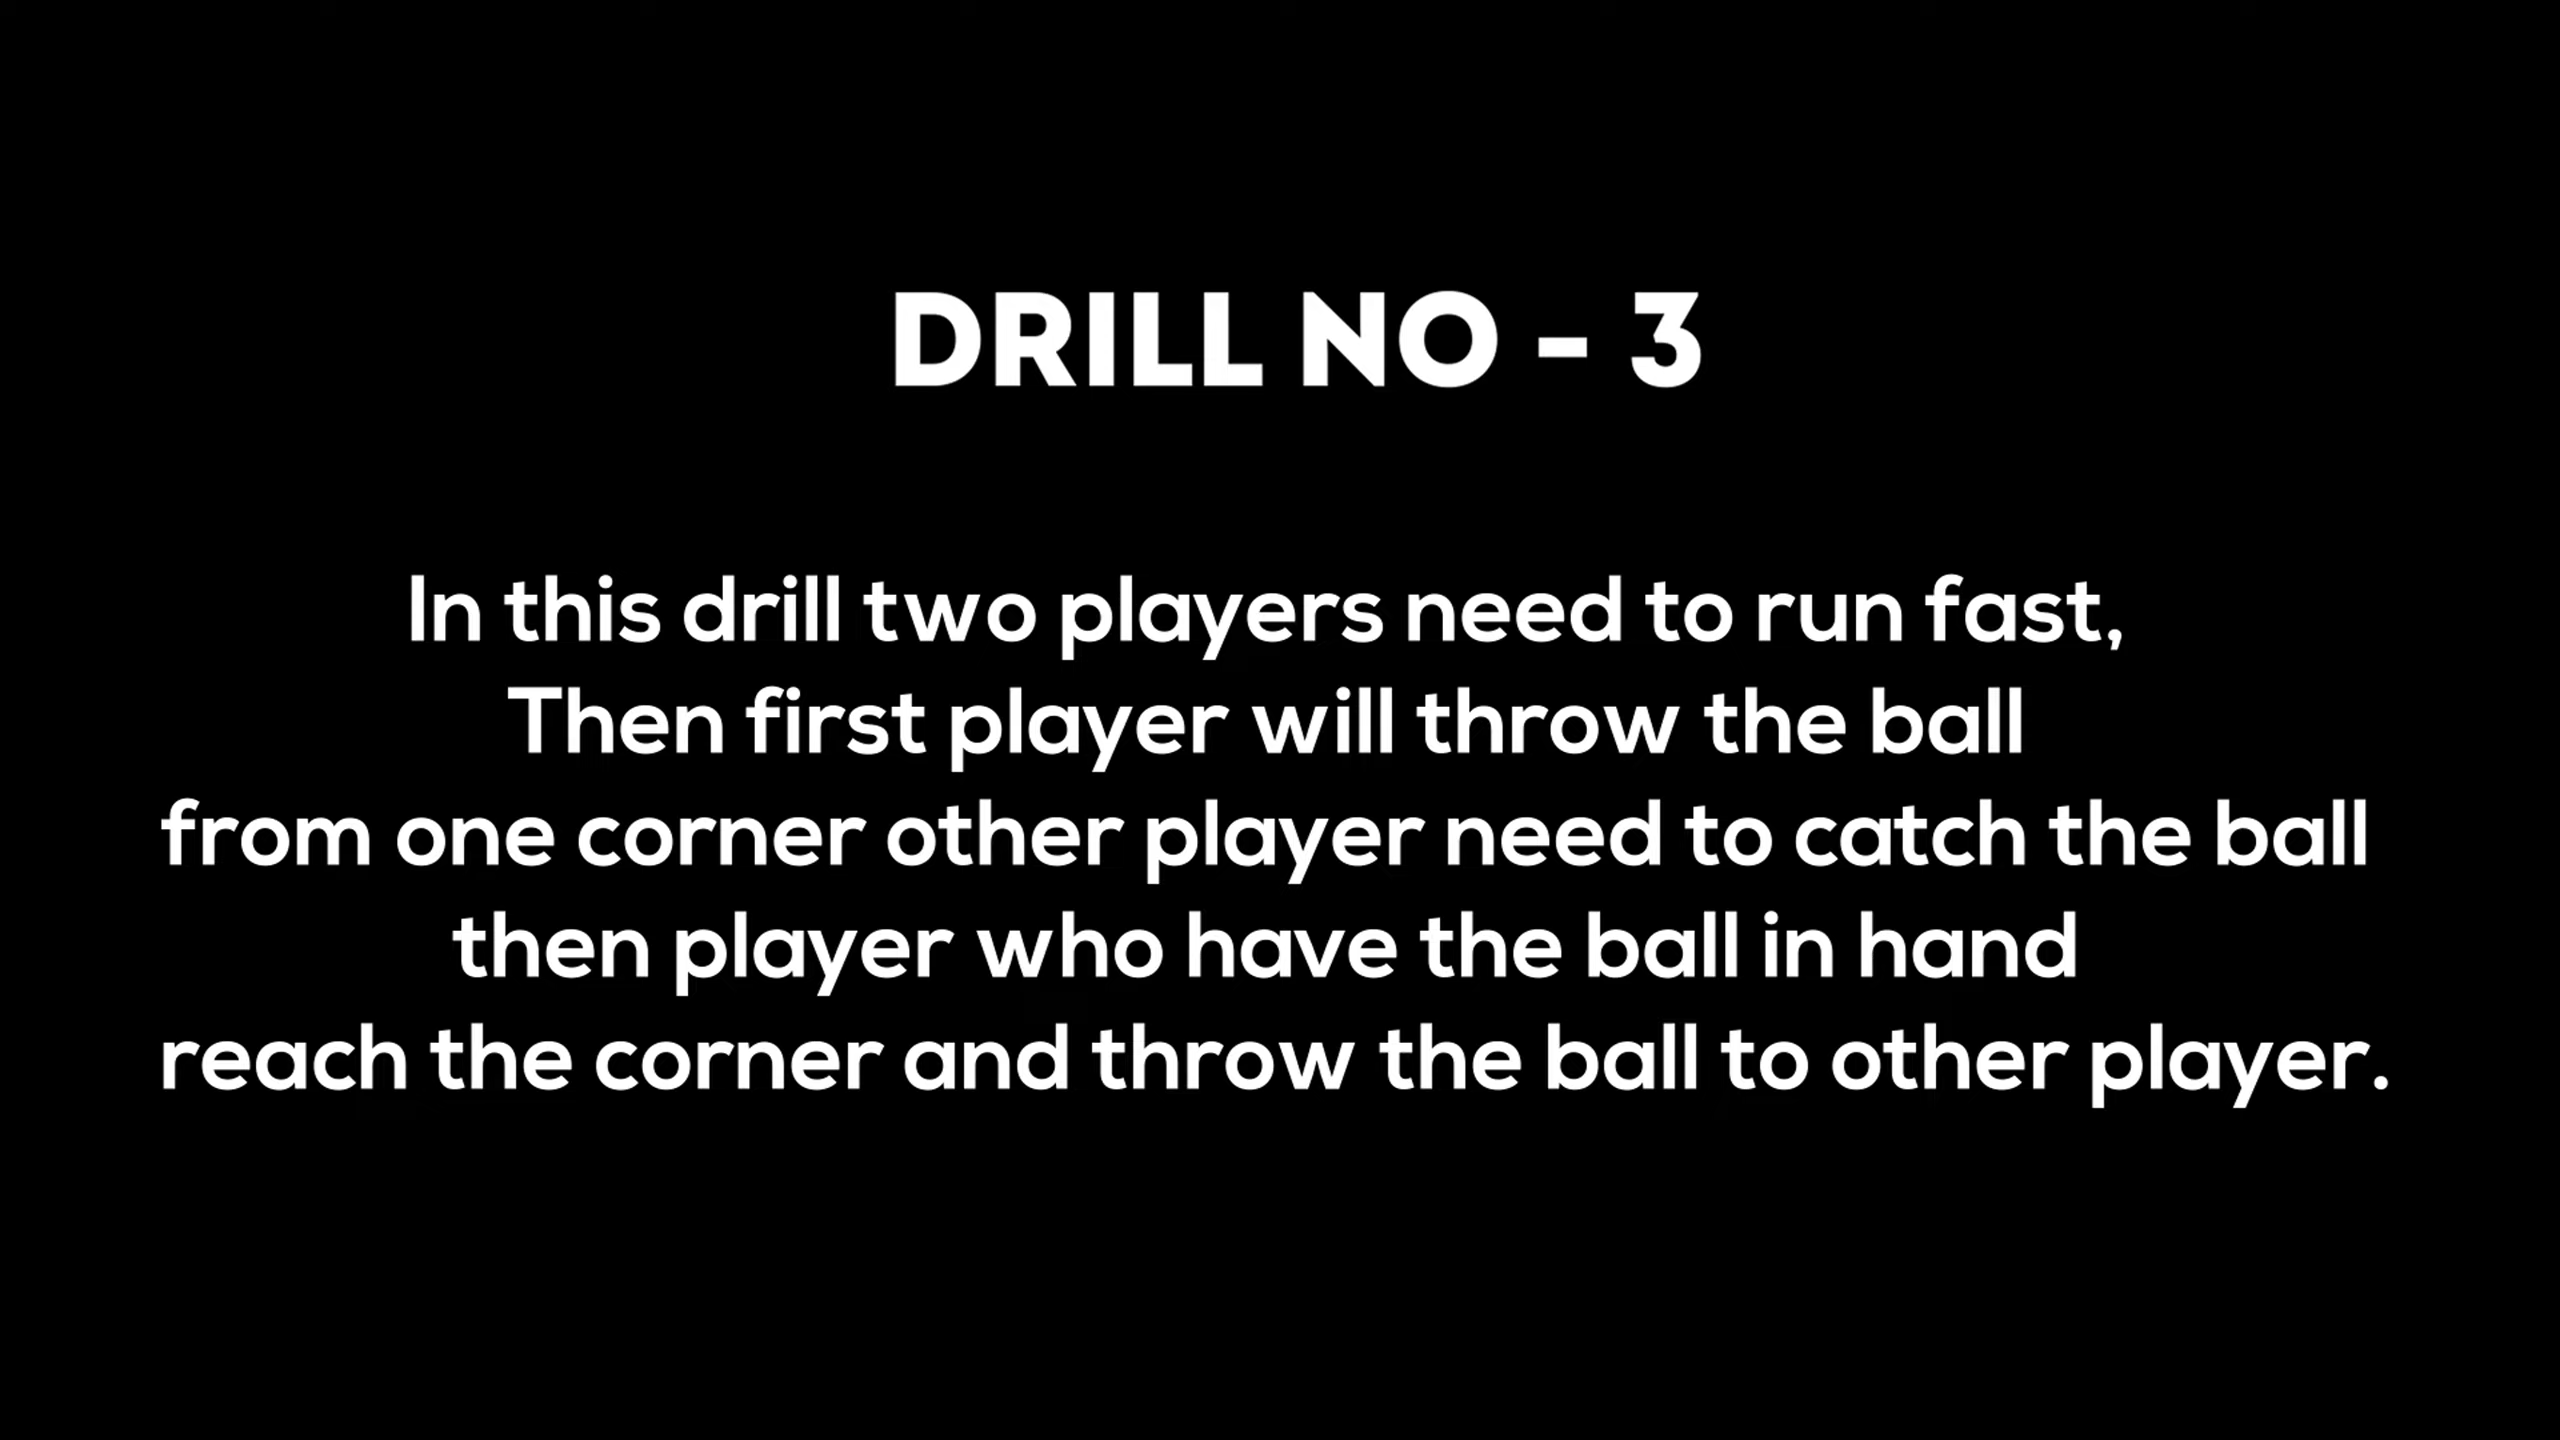 DRILL NO - 3
In this drill two players need to run fast,
Then first player will throw the ball
from one corner other player need to catch the ball
then player who have the ball in hand
reach the corner and throw the ball to other player.